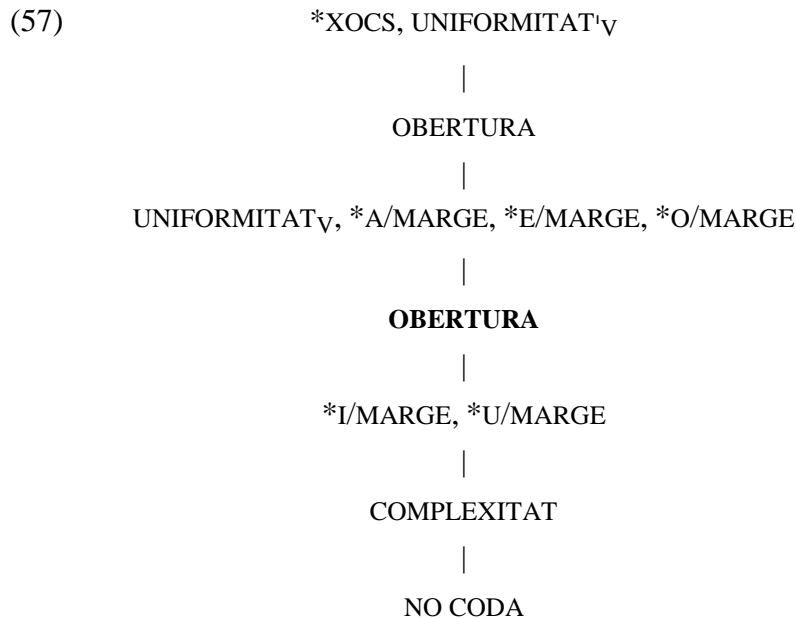 (57) *XOCS, UNIFORMITAT'V
OBERTURA
UNIFORMITATV, *A/MARGE, *E/MARGE, *O/MARGE
OBERTURA
*I/MARGE, *U/MARGE
COMPLEXITAT
NO CODA